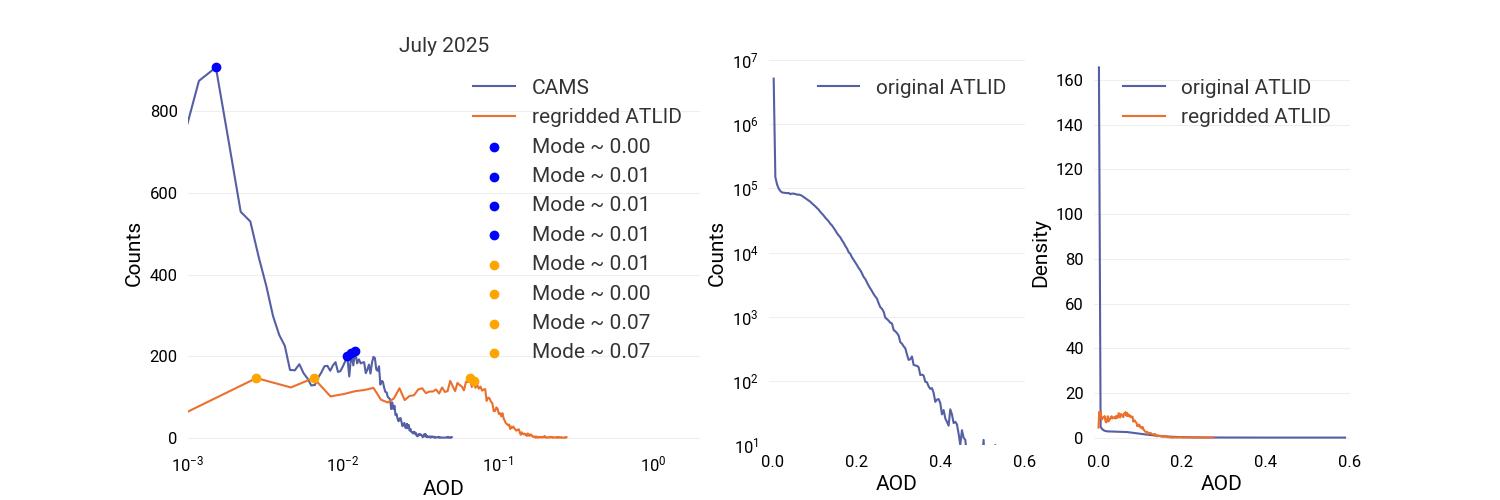 July 2025
CAMS
regridded ATLID
Mode ~ 0.00
Mode ~ 0.01
Mode ~ 0.01
Mode ~ 0.01
Mode ~ 0.01
Mode ~ 0.00
Mode ~ 0.07
Mode ~ 0.07
Counts
800
600
400
200
0
10⁻³ 10⁻² 10⁻¹ 10⁰
AOD
original ATLID
Counts
10⁷
10⁶
10⁵
10⁴
10³
10²
10¹
0.0 0.2 0.4 0.6
AOD
original ATLID
regridded ATLID
Density
160
140
120
100
80
60
40
20
0
0.0 0.2 0.4 0.6
AOD